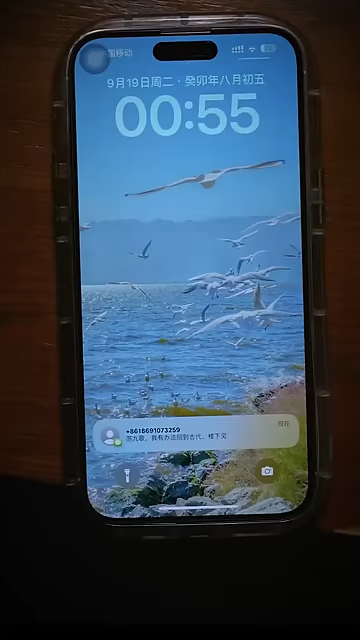 中国移动
9月19日周二·癸卯年八月初五
00:55
+8618691073259
现在
苏九歌，我有办法回到古代，楼下见